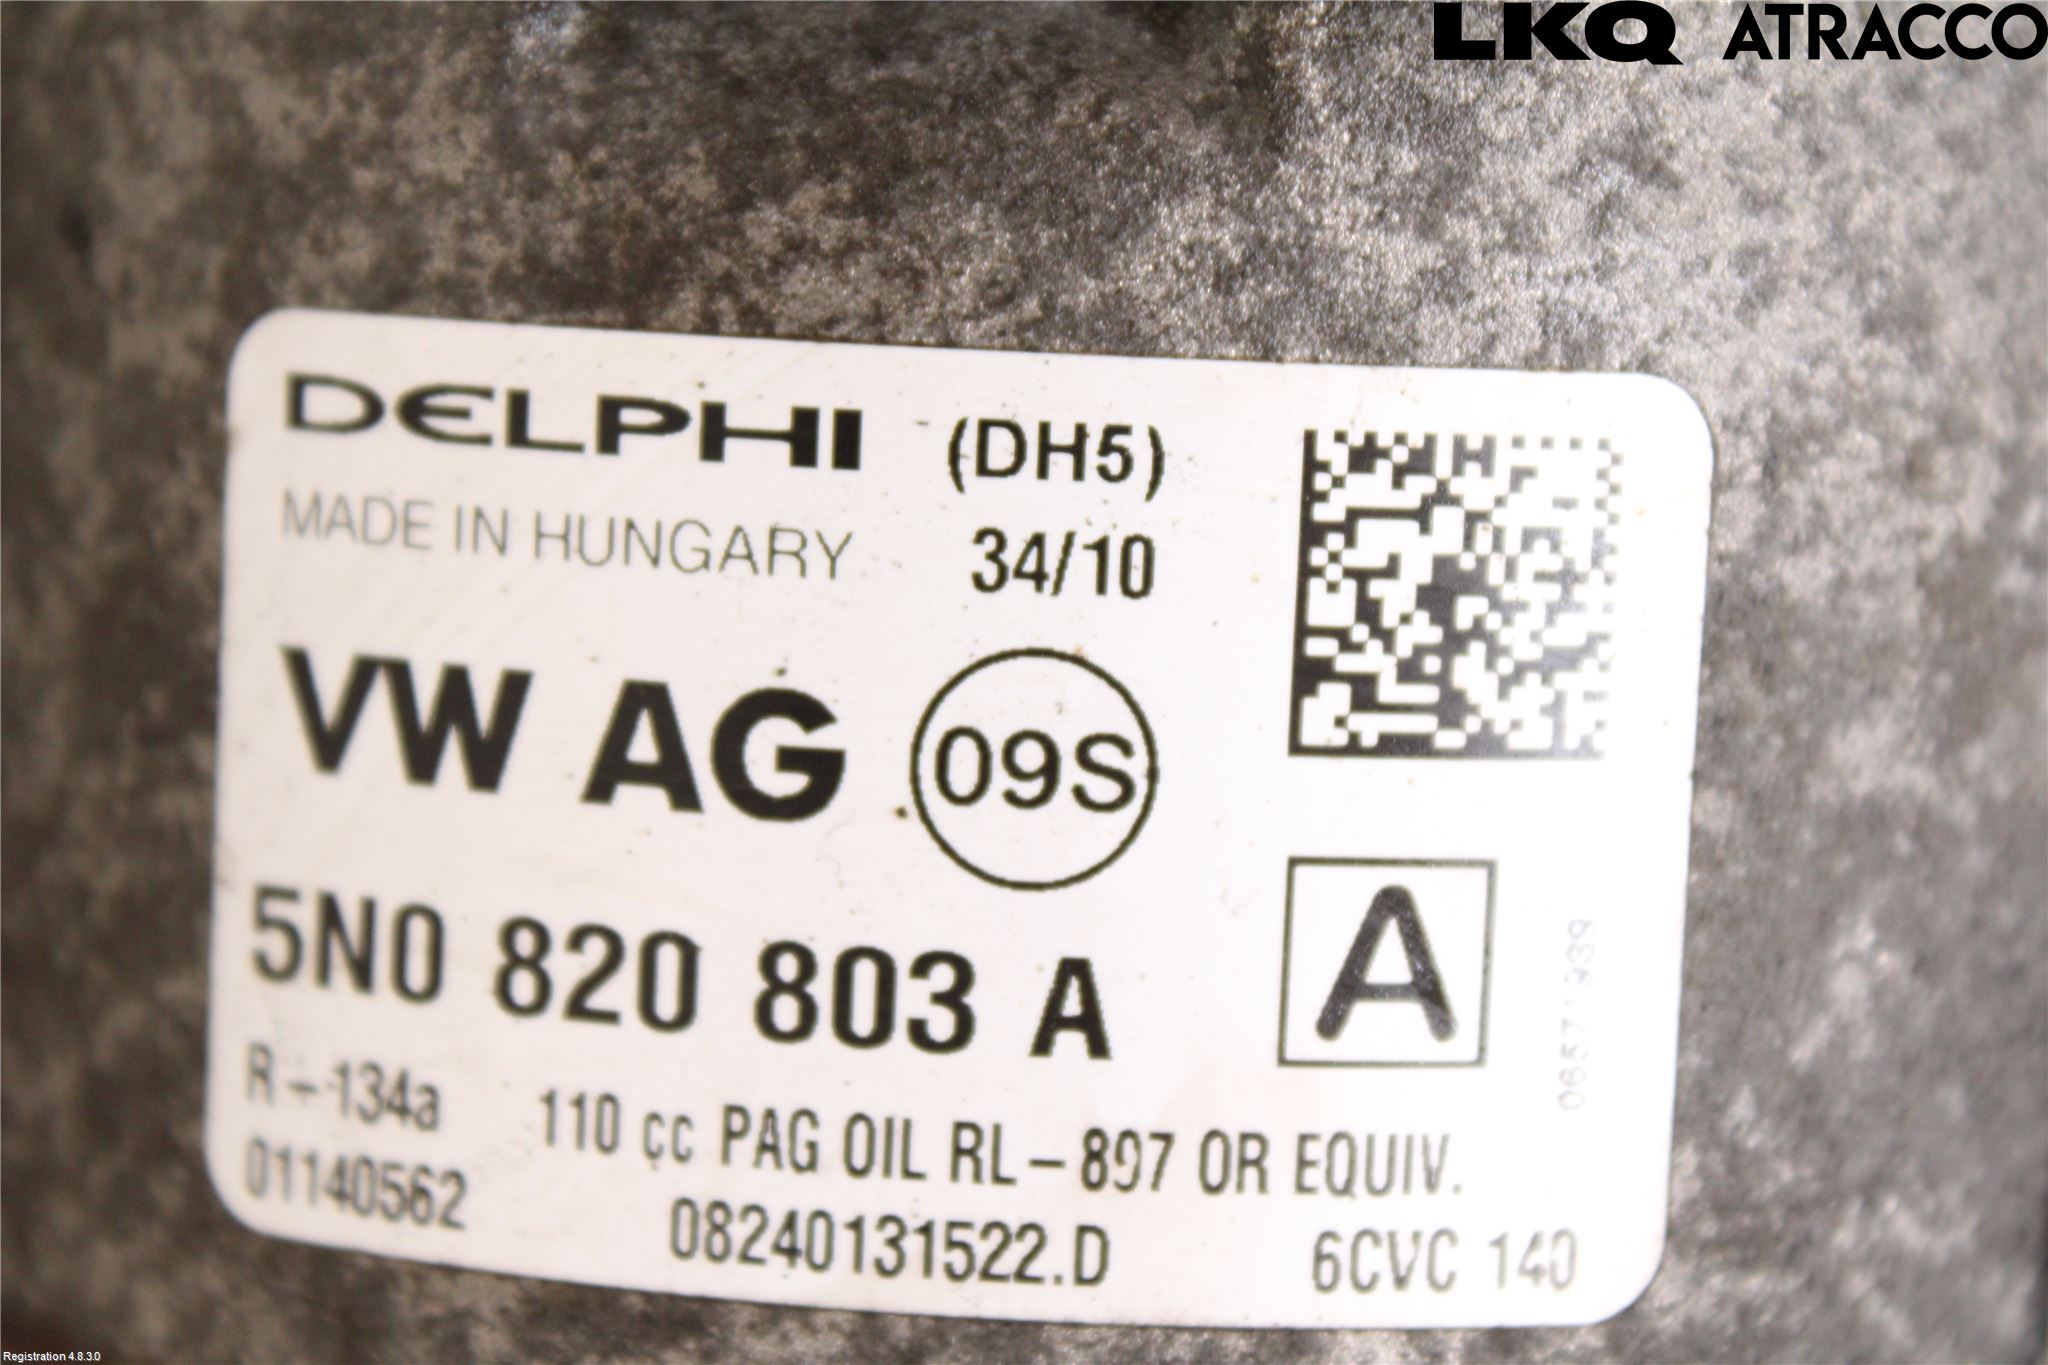 LKQ ATRACCO
DELPHI (DH5)
MADE IN HUNGARY 34/10
VW AG 09S
5N0 820 803 A A
R-134a 110 cc PAG OIL RL-897 OR EQUIV.
01140562 08240131522.D 6CVC 140
Registration 4.8.3.0